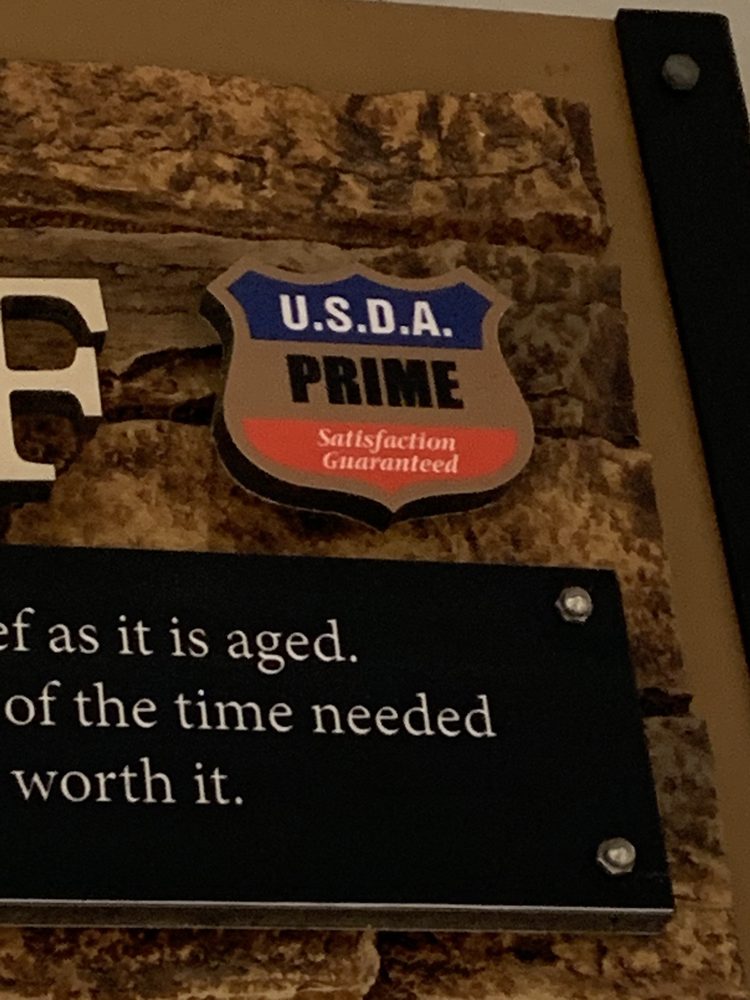 F
U.S.D.A.
PRIME
Satisfaction
Guaranteed
ef as it is aged.
of the time needed
worth it.